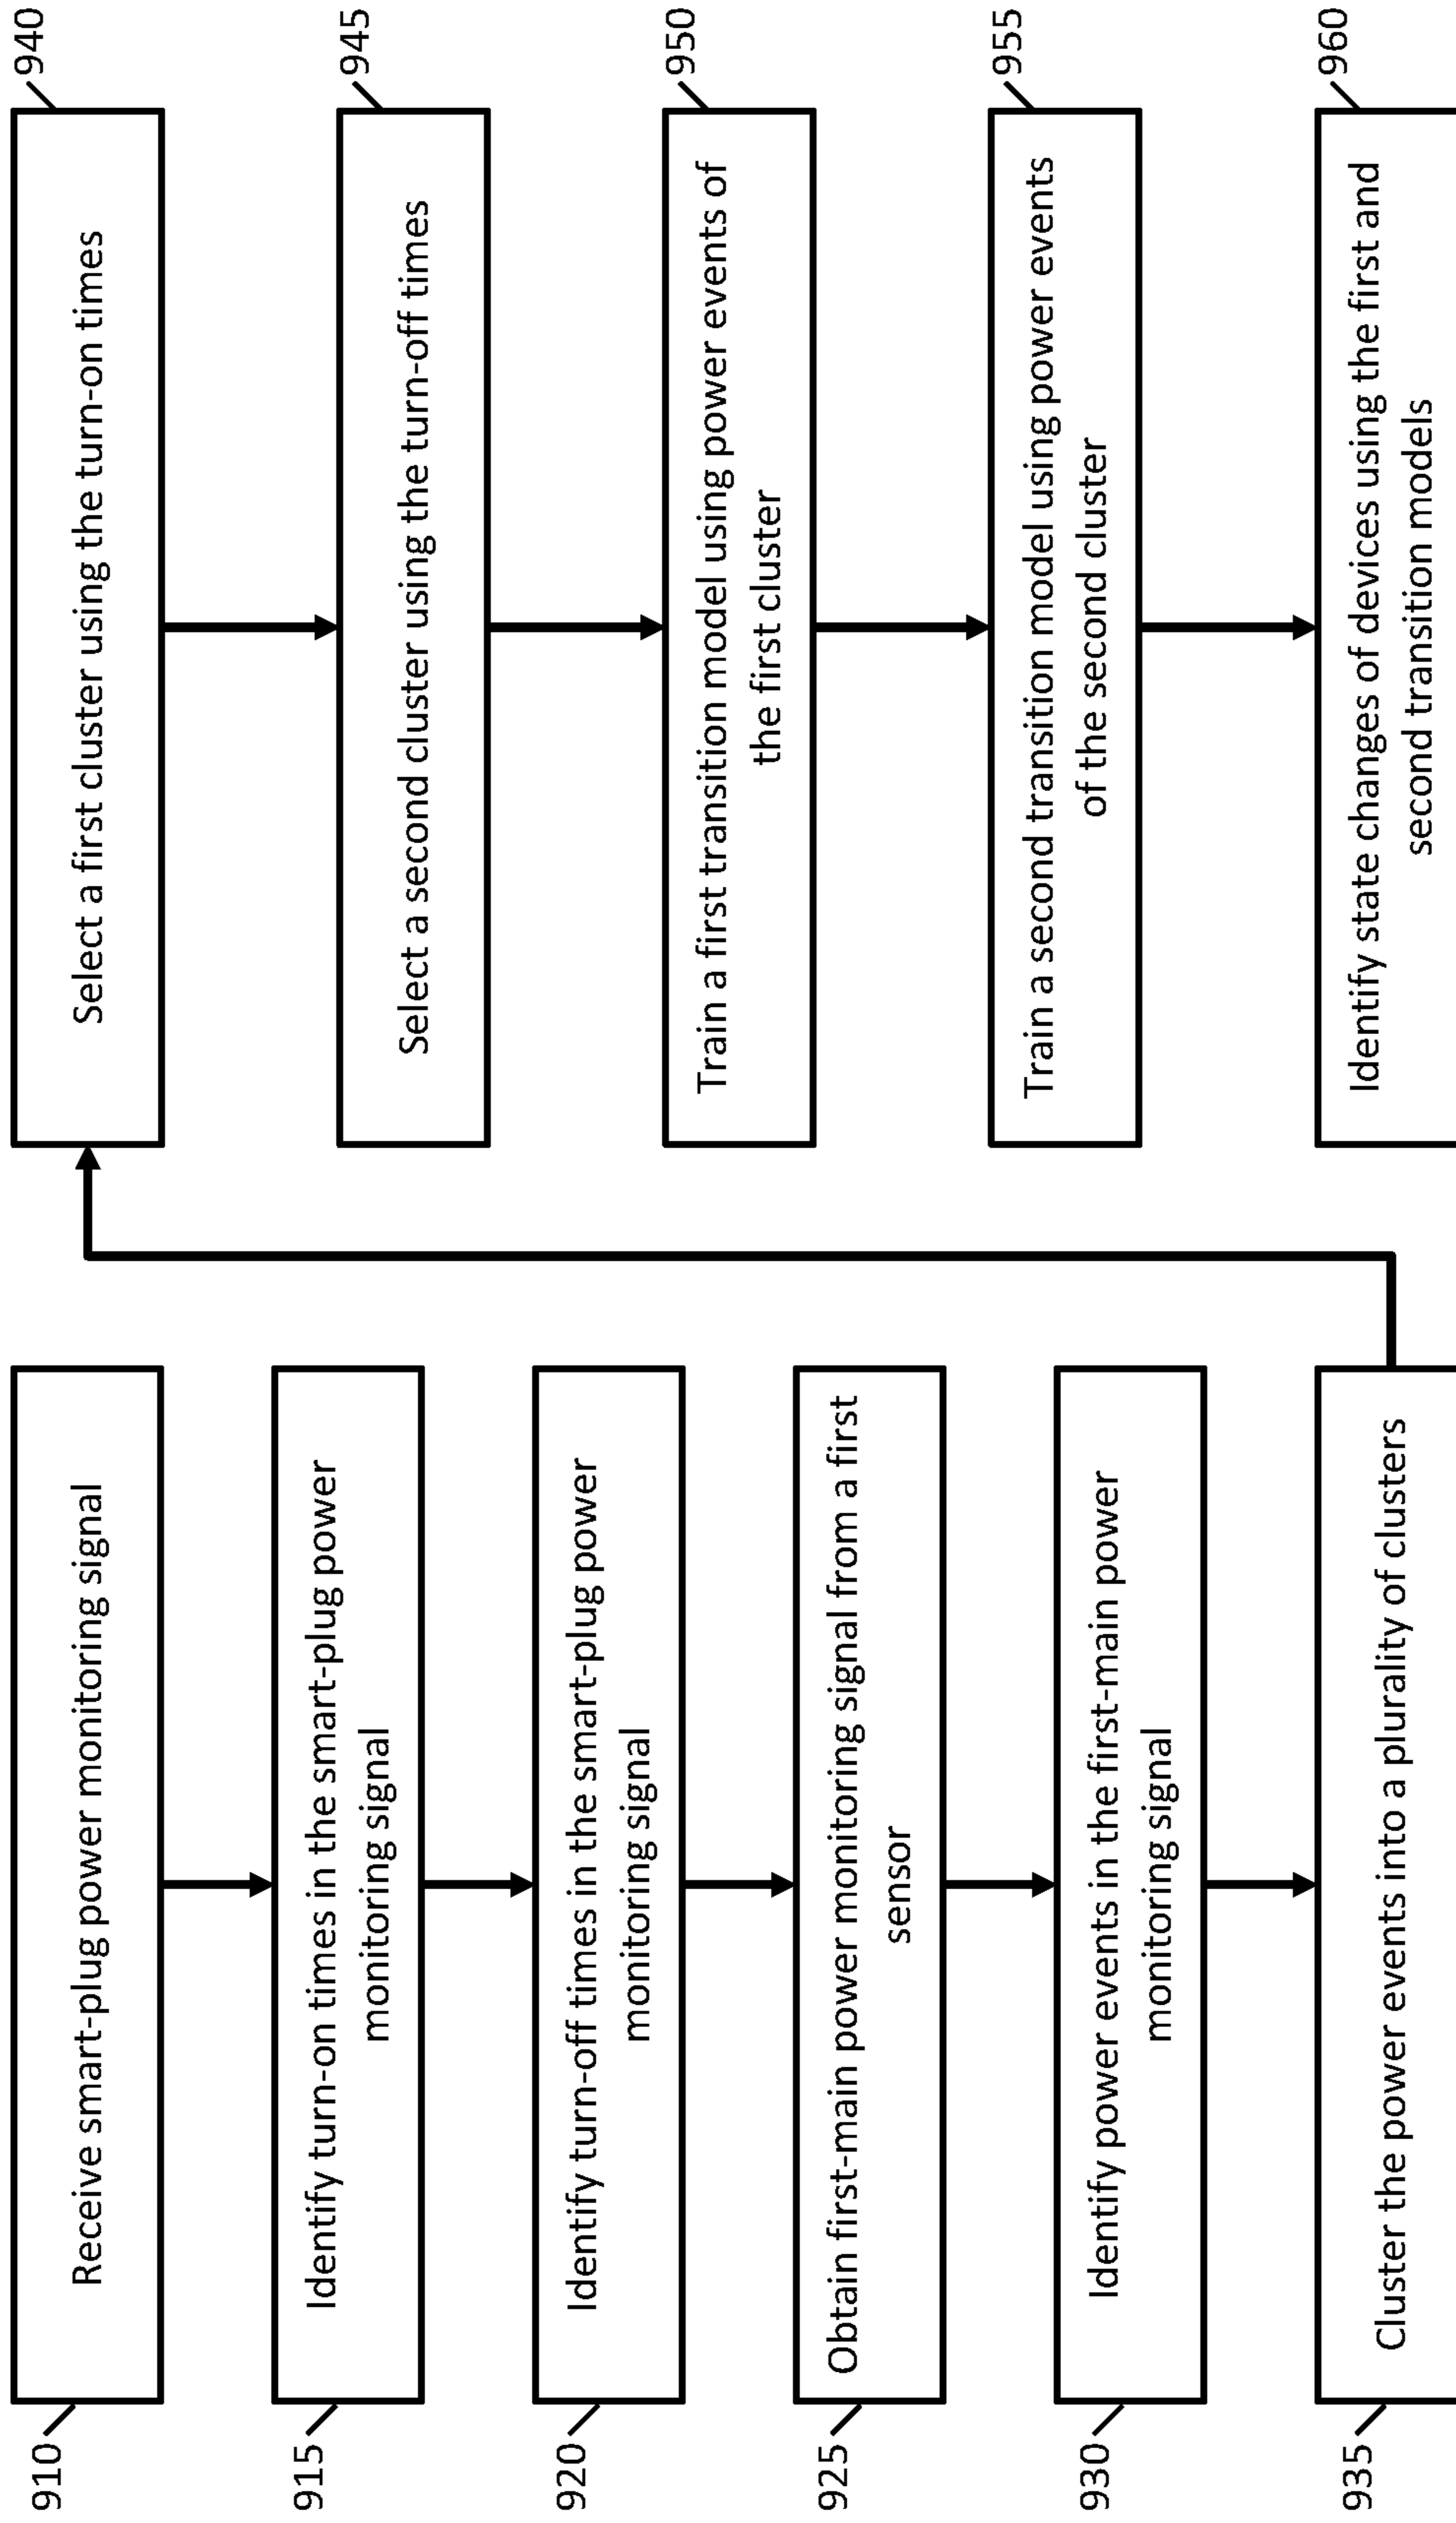 910
Receive smart-plug power monitoring signal
915
Identify turn-on times in the smart-plug power
monitoring signal
920
Identify turn-off times in the smart-plug power
monitoring signal
925
Obtain first-main power monitoring signal from a first
sensor
930
Identify power events in the first-main power
monitoring signal
935
Cluster the power events into a plurality of clusters
940
Select a first cluster using the turn-on times
945
Select a second cluster using the turn-off times
950
Train a first transition model using power events of
the first cluster
955
Train a second transition model using power events
of the second cluster
960
Identify state changes of devices using the first and
second transition models